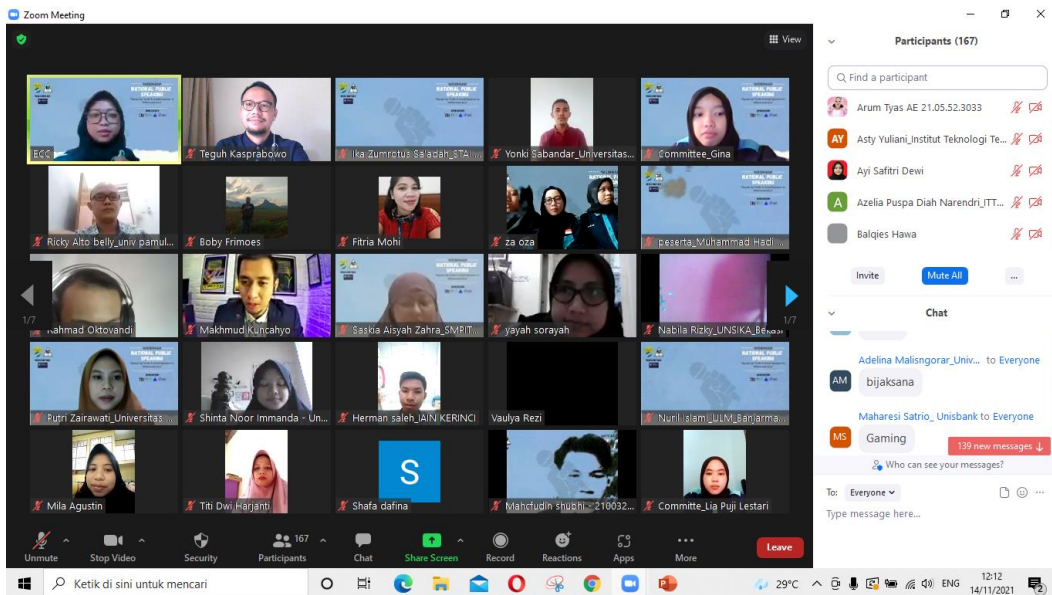 Zoom Meeting
View
ECC
Teguh Kasprabowo
Ika Zumrotus Sa'adah_STAI...
Yonki Sabandar_Universitas...
Committee_Gina
Ricky Alto belly_univ pamul...
Boby Frimoes
Fitria Mohi
za oza
peserta_Muhammad Hadi ...
1/7
Rahmad Oktovandi
Makhmud Kuncahyo
Saskia Aisyah Zahra_SMPIT...
yayah sorayah
Nabila Rizky_UNSIKA_Bekasi
1/7
Putri Zairawati_Universitas ...
Shinta Noor Immanda - Un...
Herman saleh_IAIN KERINCI
Vaulya Rezi
Nuril islami_ULM_Banjarma...
Mila Agustin
Titi Dwi Harjanti
S
Shafa dafina
Mahcfudin shubhi - 210032...
Committe_Lia Puji Lestari
NATIONAL PUBLIC
SPEAKING
Unmute
Stop Video
Security
167
Participants
Chat
Share Screen
Record
Reactions
Apps
More
Leave
Participants (167)
Find a participant
Arum Tyas AE 21.05.52.3033
AY
Asty Yuliani_Institut Teknologi Te...
Ayi Safitri Dewi
A
Azelia Puspa Diah Narendri_ITT...
Balqies Hawa
Invite
Mute All
...
Chat
Adelina Malisngorar_Univ... to Everyone
AM
bijaksana
Maharesi Satrio_ Unisbank to Everyone
MS
Gaming
139 new messages ↓
Who can see your messages?
To: Everyone
Type message here...
Ketik di sini untuk mencari
29°C
ENG
12:12
14/11/2021
2